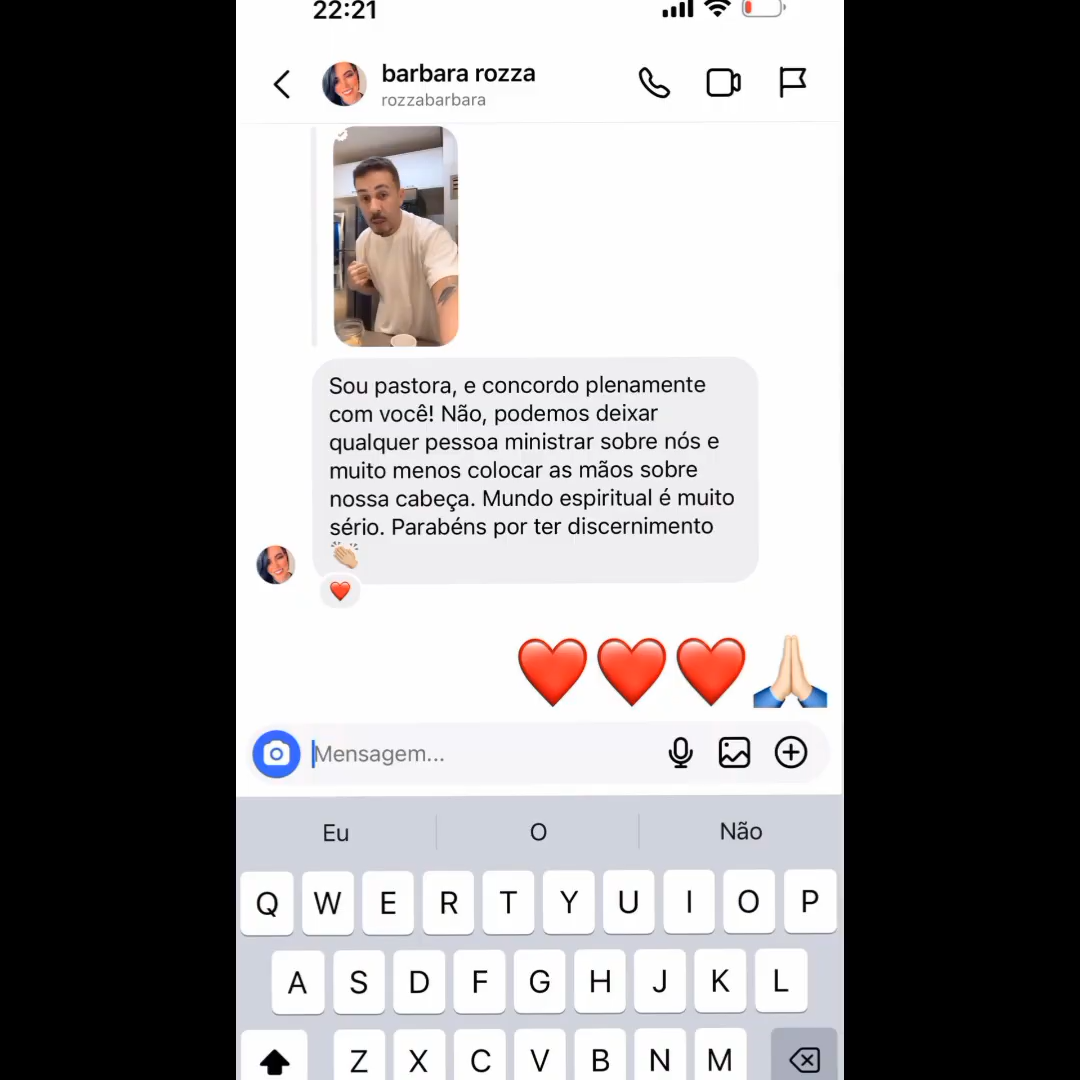 22:21
barbara rozza
rozzabarbara
Sou pastora, e concordo plenamente
com você! Não, podemos deixar
qualquer pessoa ministrar sobre nós e
muito menos colocar as mãos sobre
nossa cabeça. Mundo espiritual é muito
sério. Parabéns por ter discernimento
👏🏼
❤️
❤️❤️❤️🙏🏻
Mensagem...
Eu O Não
Q W E R T Y U I O P
A S D F G H J K L
Z X C V B N M